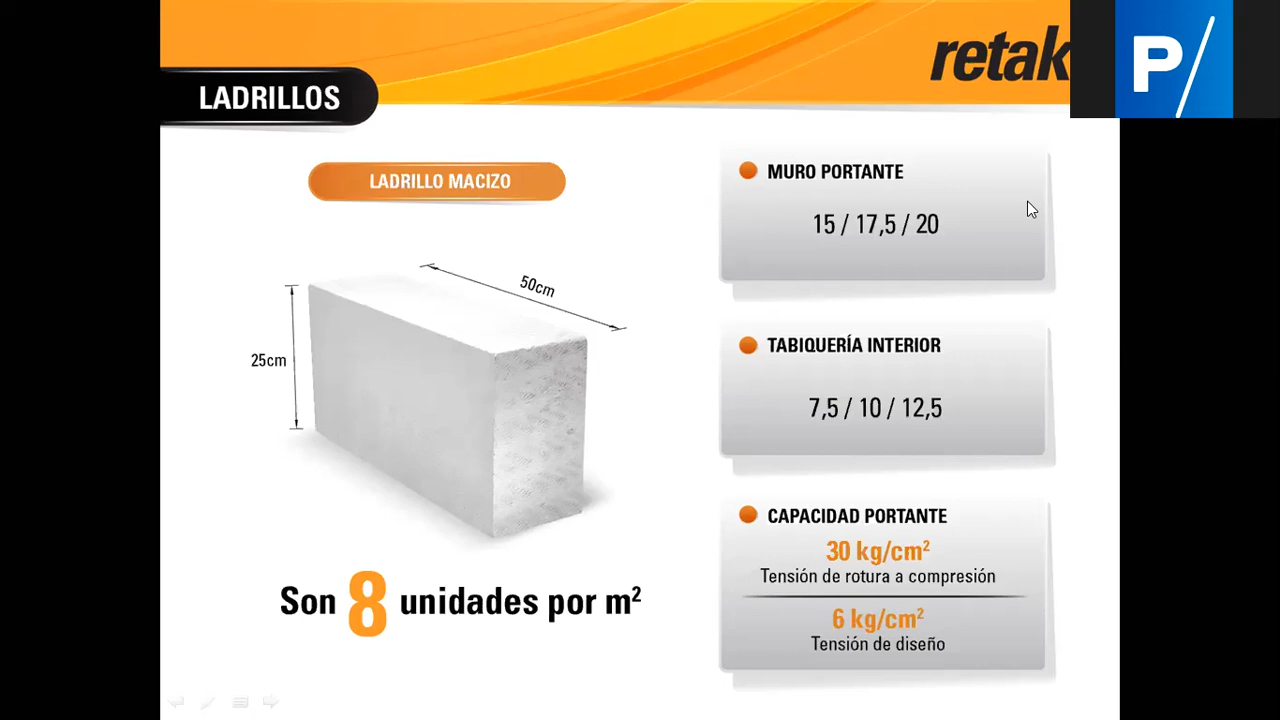 retak
P/
LADRILLOS
LADRILLO MACIZO
50cm
25cm
Son 8 unidades por m²
MURO PORTANTE
15 / 17,5 / 20
TABIQUERÍA INTERIOR
7,5 / 10 / 12,5
CAPACIDAD PORTANTE
30 kg/cm²
Tensión de rotura a compresión
6 kg/cm²
Tensión de diseño